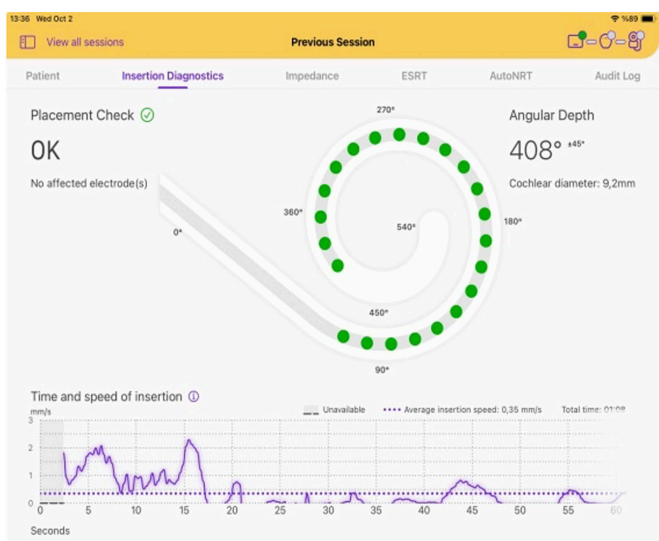 13:36 Wed Oct 2
%89
View all sessions
Previous Session
Patient
Insertion Diagnostics
Impedance
ESRT
AutoNRT
Audit Log
Placement Check
OK
No affected electrode(s)
Angular Depth
408° ±45°
Cochlear diameter: 9,2mm
270°
360°
540°
180°
0°
450°
90°
Time and speed of insertion
mm/s
Unavailable
Average insertion speed: 0,35 mm/s
Total time: 01:08
3
2
1
0
0 5 10 15 20 25 30 35 40 45 50 55 60
Seconds